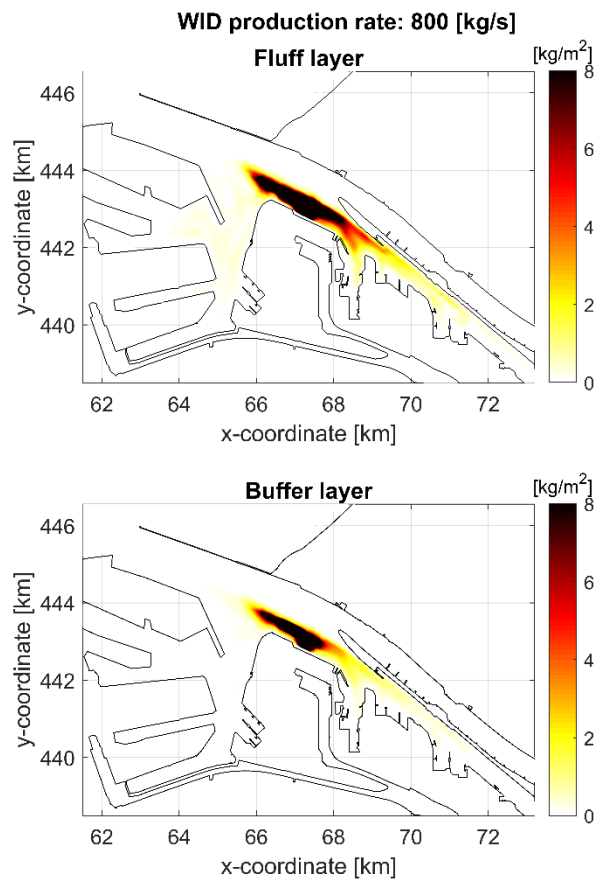 WID production rate: 800 [kg/s]
Fluff layer
[kg/m²]
446
444
442
440
y-coordinate [km]
62 64 66 68 70 72
x-coordinate [km]
8
6
4
2
0
Buffer layer
[kg/m²]
446
444
442
440
y-coordinate [km]
62 64 66 68 70 72
x-coordinate [km]
8
6
4
2
0